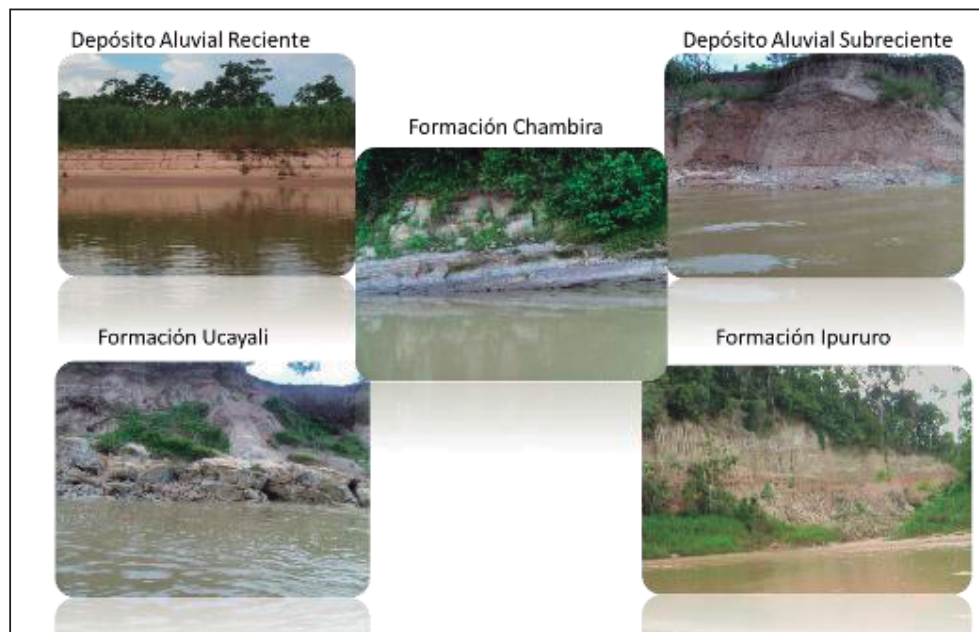 Depósito Aluvial Reciente
Depósito Aluvial Subreciente
Formación Chambira
Formación Ucayali
Formación Ipururo